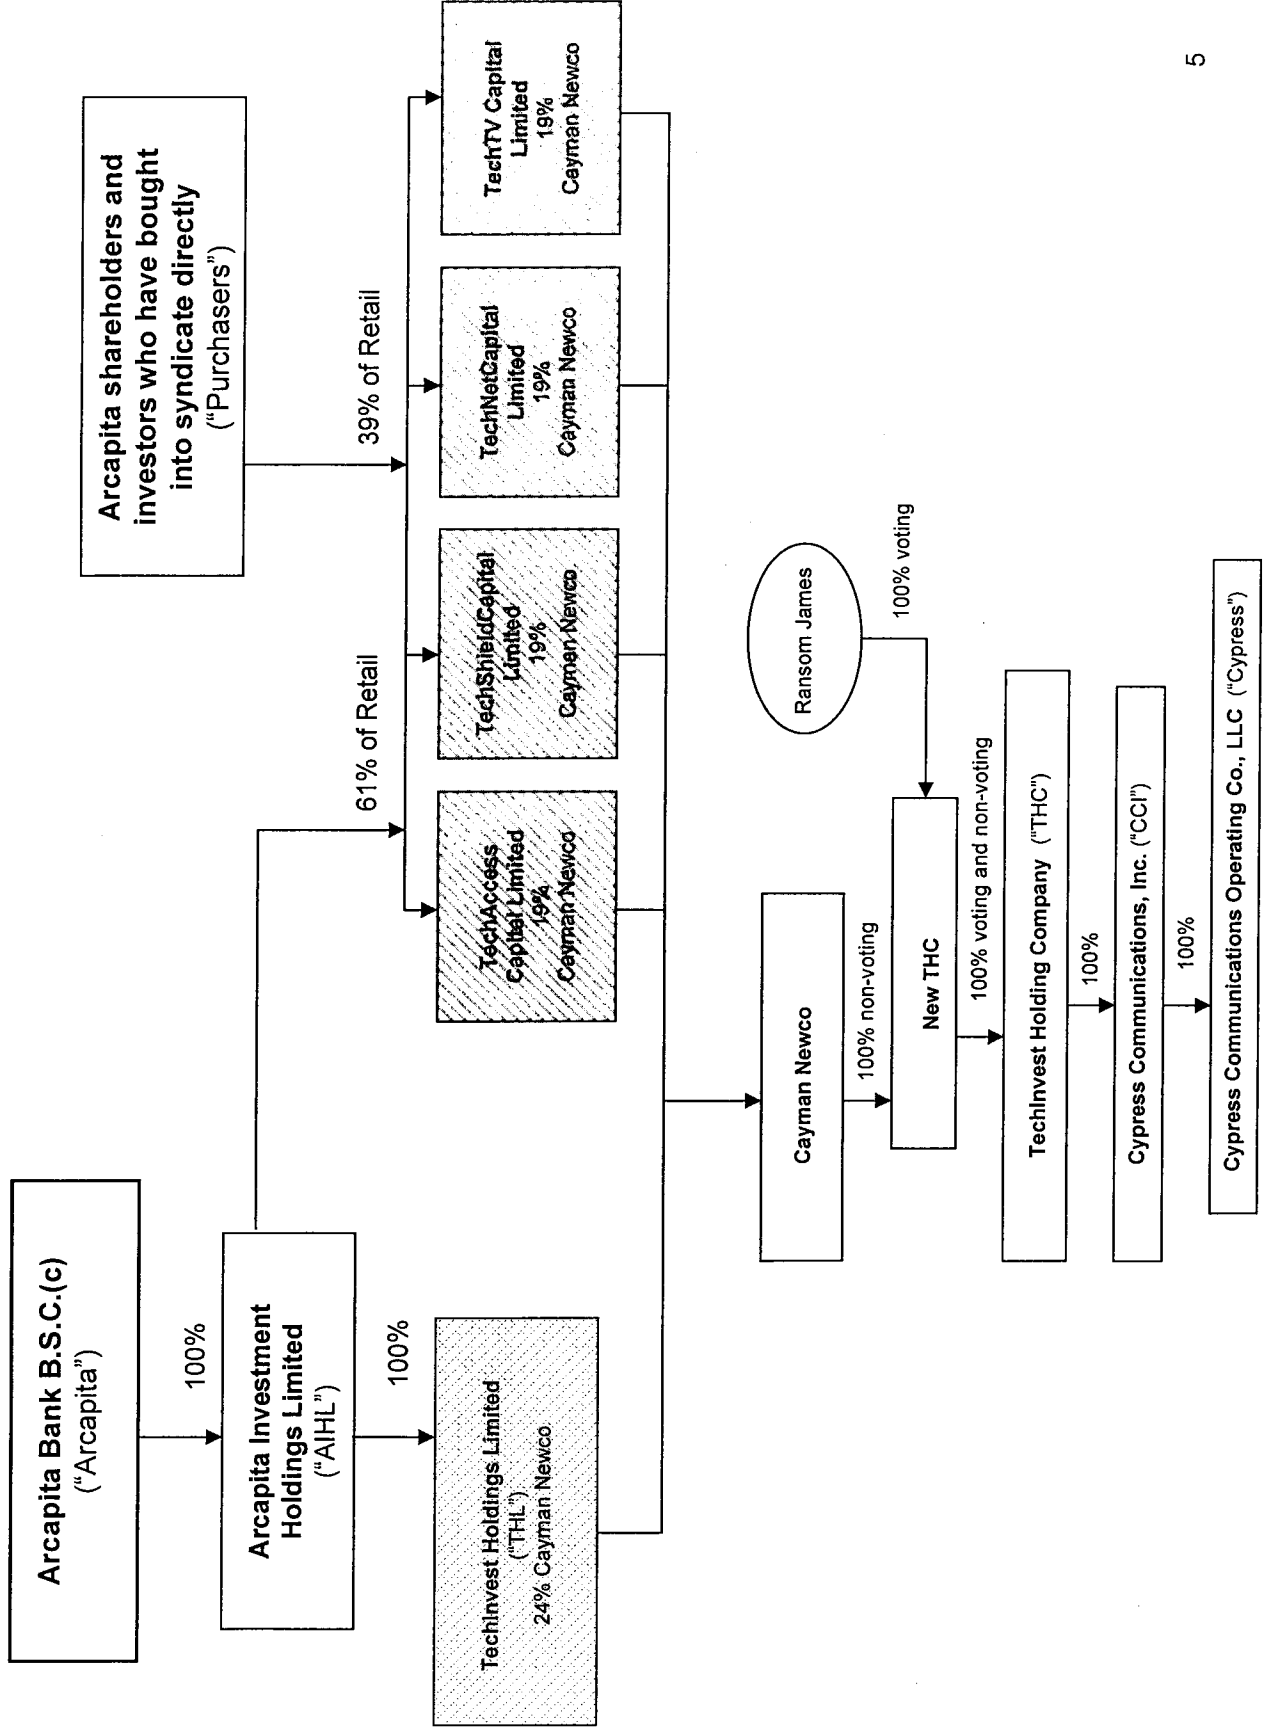 Arcapita Bank B.S.C.(c)
("Arcapita")
100%
Arcapita Investment
Holdings Limited
("AIHL")
100%
Arcapita shareholders and
investors who have bought
into syndicate directly
("Purchasers")
61% of Retail
39% of Retail
TechInvest Holdings Limited
("THL")
24% Cayman Newco
TechAccess
Capital Limited
19%
Cayman Newco
TechShieldCapital
Limited
19%
Cayman Newco
TechNetCapital
Limited
19%
Cayman Newco
TechTV Capital
Limited
19%
Cayman Newco
Cayman Newco
100% non-voting
Ransom James
100% voting
New THC
100% voting and non-voting
TechInvest Holding Company ("THC")
100%
Cypress Communications, Inc. ("CCI")
100%
Cypress Communications Operating Co., LLC ("Cypress")
5